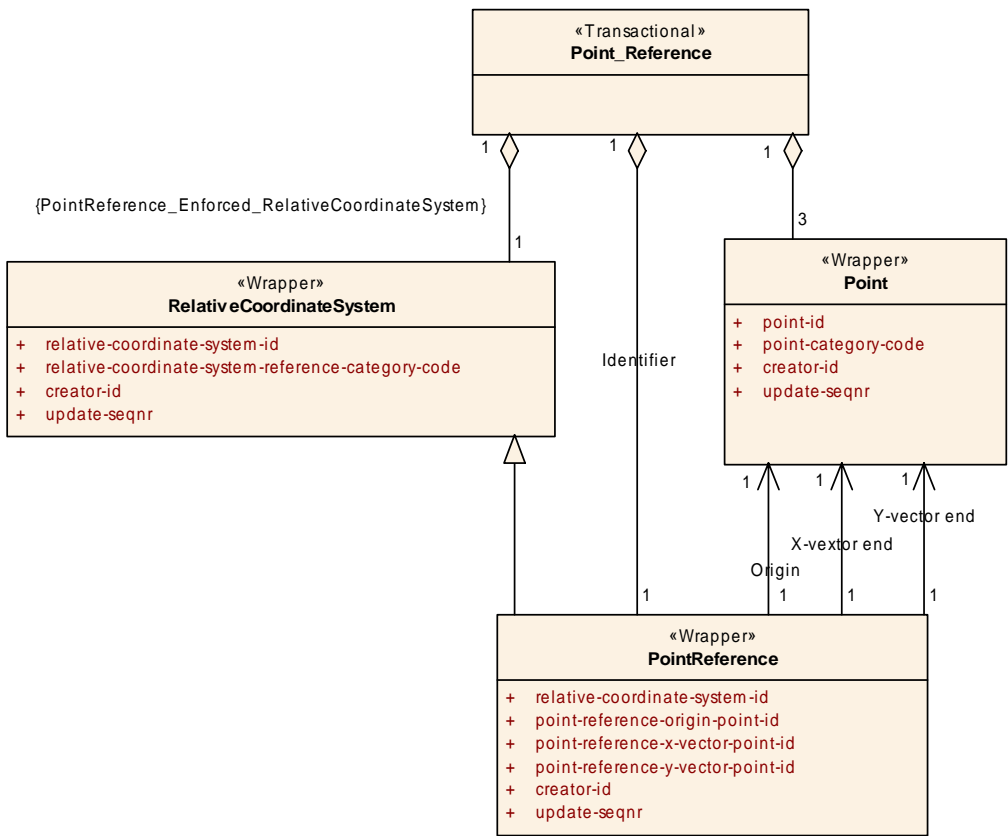 «Transactional»
Point_Reference
1
1
1
{PointReference_Enforced_RelativeCoordinateSystem}
1
3
«Wrapper»
RelativeCoordinateSystem
+ relative-coordinate-system-id
+ relative-coordinate-system-reference-category-code
+ creator-id
+ update-seqnr
«Wrapper»
Point
+ point-id
+ point-category-code
+ creator-id
+ update-seqnr
Identifier
1
1
1
Y-vector end
X-vextor end
Origin
1
1
1
1
«Wrapper»
PointReference
+ relative-coordinate-system-id
+ point-reference-origin-point-id
+ point-reference-x-vector-point-id
+ point-reference-y-vector-point-id
+ creator-id
+ update-seqnr